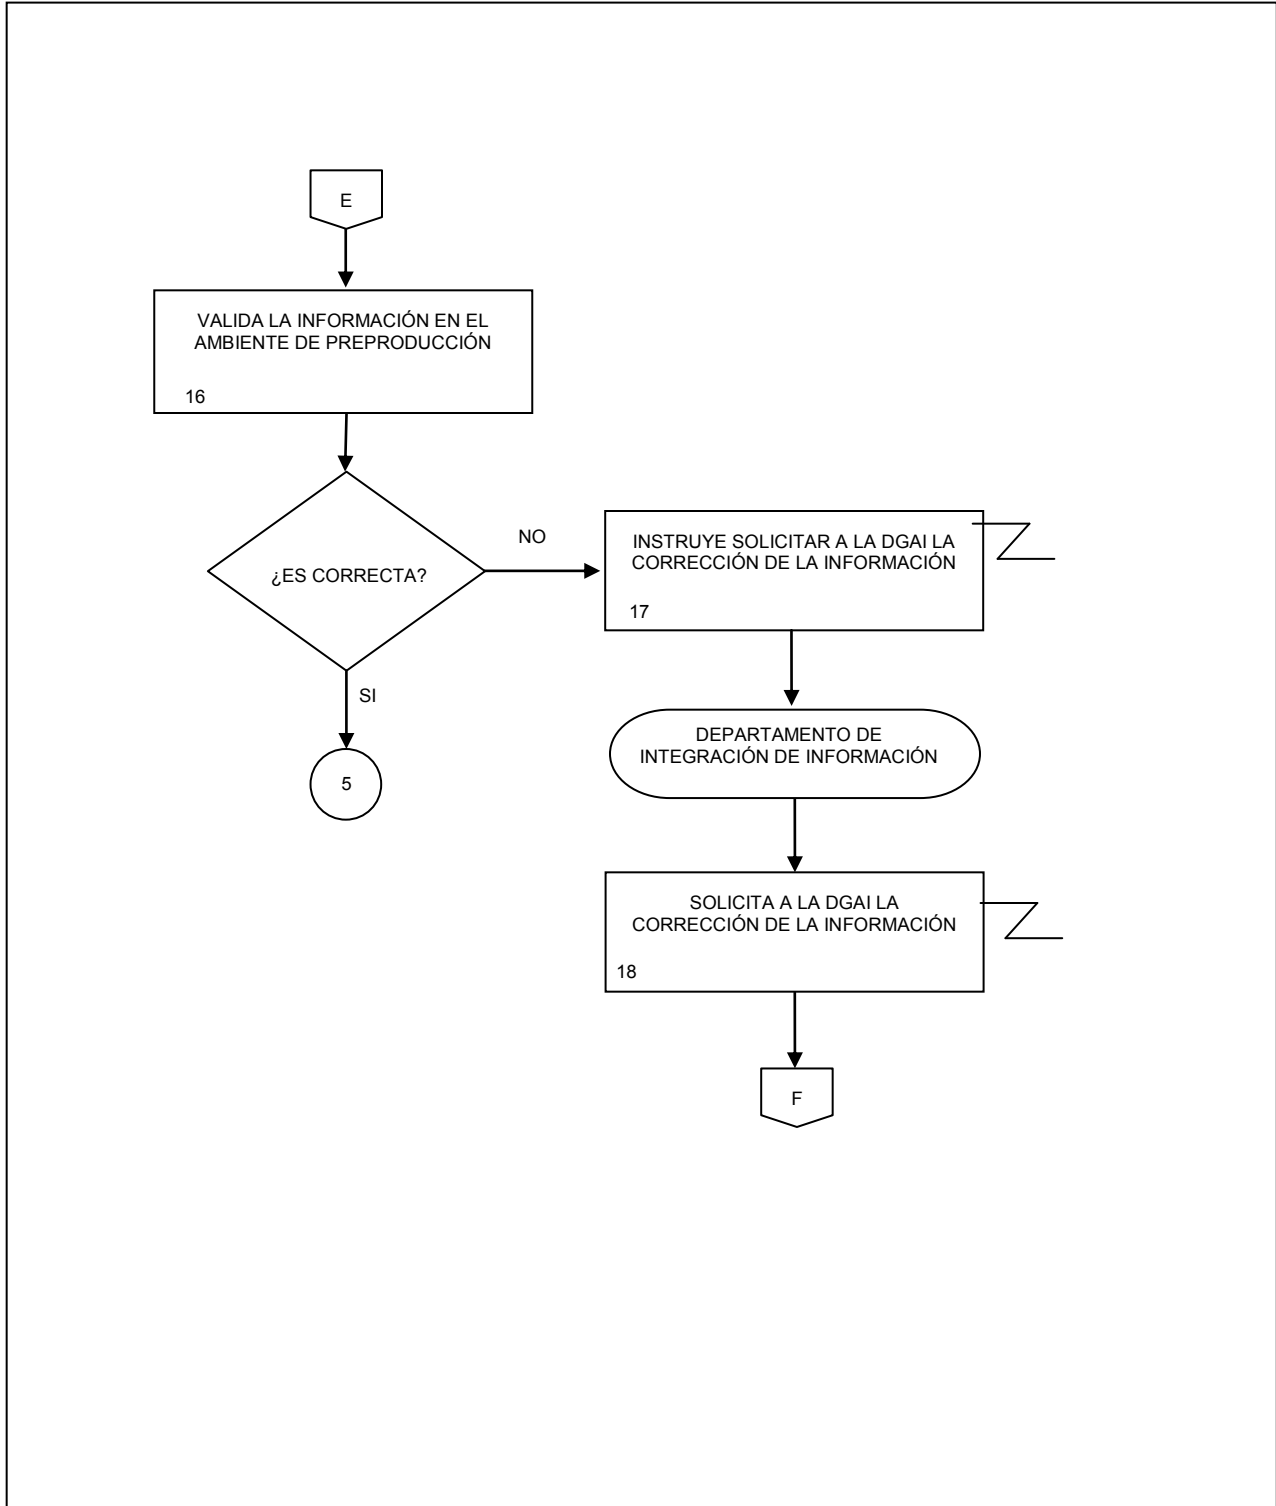 E
VALIDA LA INFORMACIÓN EN EL
AMBIENTE DE PREPRODUCCIÓN
16
¿ES CORRECTA?
NO
SI
5
INSTRUYE SOLICITAR A LA DGAI LA
CORRECCIÓN DE LA INFORMACIÓN
17
DEPARTAMENTO DE
INTEGRACIÓN DE INFORMACIÓN
SOLICITA A LA DGAI LA
CORRECCIÓN DE LA INFORMACIÓN
18
F